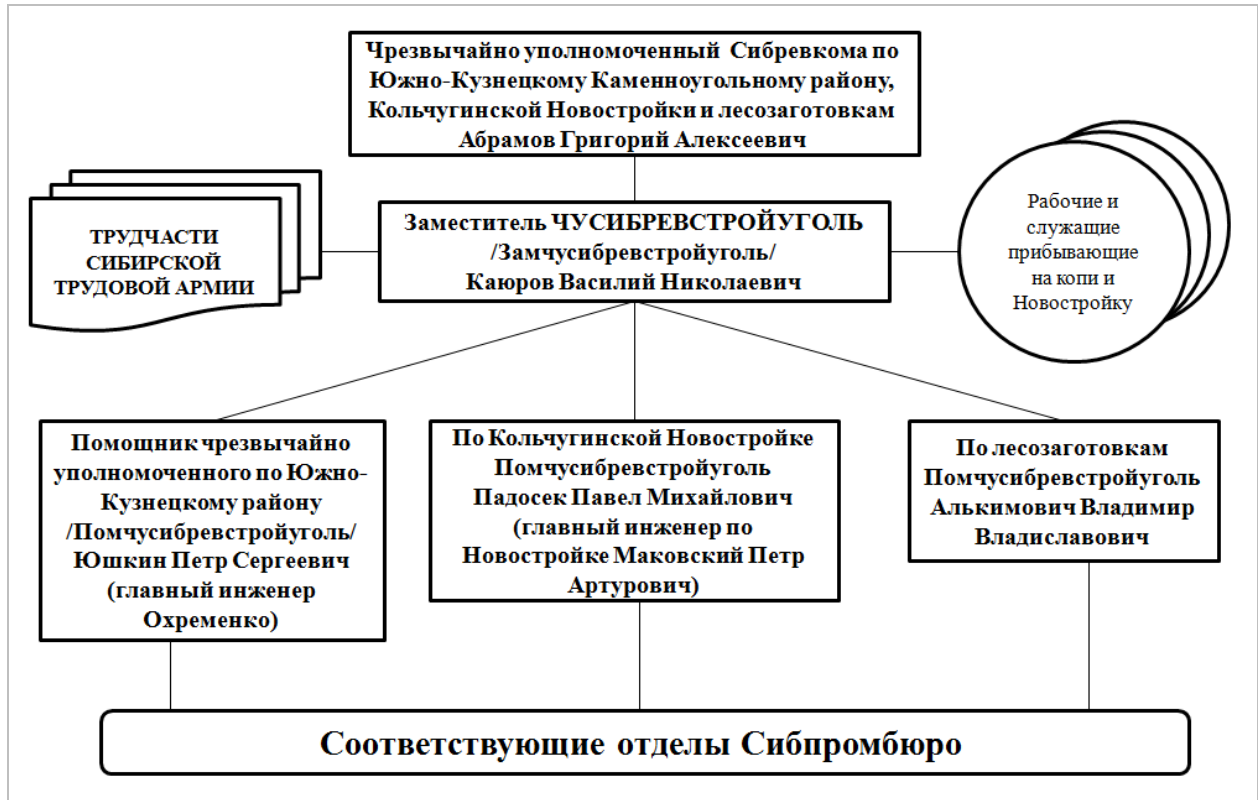 Чрезвычайно уполномоченный Сибревкома по
Южно-Кузнецкому Каменноугольному району,
Кольчугинской Новостройки и лесозаготовкам
Абрамов Григорий Алексеевич
ТРУДЧАСТИ
СИБИРСКОЙ
ТРУДОВОЙ АРМИИ
Заместитель ЧУСИБРЕВСТРОЙУГОЛЬ
/Замчусибревстройуголь/
Каюров Василий Николаевич
Рабочие и
служащие
прибывающие
на копи и
Новостройку
Помощник чрезвычайно
уполномоченного по Южно-
Кузнецкому району
/Помчусибревстройуголь/
Юшкин Петр Сергеевич
(главный инженер
Охременко)
По Кольчугинской Новостройке
Помчусибревстройуголь
Падосек Павел Михайлович
(главный инженер по
Новостройке Маковский Петр
Артурович)
По лесозаготовкам
Помчусибревстройуголь
Алькимович Владимир
Владиславович
Соответствующие отделы Сибпромбюро